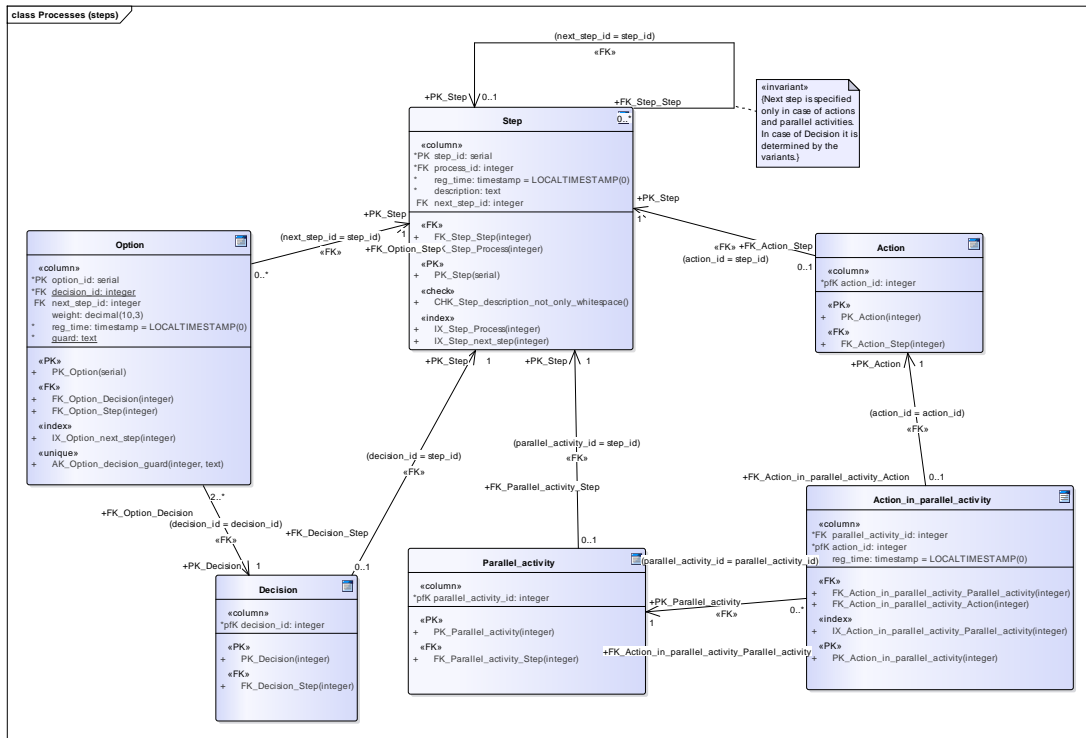 class Processes (steps)
(next_step_id = step_id)
«FK»
+PK_Step
0..1
+FK_Step_Step
0..*
«invariant»
{Next step is specified
only in case of actions
and parallel activities.
In case of Decision it is
determined by the
variants.}
Step
«column»
*PK step_id: serial
*FK process_id: integer
* reg_time: timestamp = LOCALTIMESTAMP(0)
* description: text
FK next_step_id: integer
«FK»
+ FK_Step_Step(integer)
Step_Process(integer)
«PK»
+ PK_Step(serial)
«check»
+ CHK_Step_description_not_only_whitespace()
«index»
+ IX_Step_Process(integer)
+ IX_Step_next_step(integer)
+PK_Step
1
(next_step_id = step_id)
«FK»
+FK_Option_Step
0..*
Option
«column»
*PK option_id: serial
*FK decision_id: integer
FK next_step_id: integer
weight: decimal(10,3)
* reg_time: timestamp = LOCALTIMESTAMP(0)
* guard: text
«PK»
+ PK_Option(serial)
«FK»
+ FK_Option_Decision(integer)
+ FK_Option_Step(integer)
«index»
+ IX_Option_next_step(integer)
«unique»
+ AK_Option_decision_guard(integer, text)
+PK_Step
1
«FK»
+FK_Action_Step
(action_id = step_id)
0..1
Action
«column»
*pfK action_id: integer
«PK»
+ PK_Action(integer)
«FK»
+ FK_Action_Step(integer)
+PK_Action
1
(action_id = action_id)
«FK»
+FK_Action_in_parallel_activity_Action
0..1
+PK_Step
1
(decision_id = step_id)
«FK»
+FK_Decision_Step
0..1
+PK_Step
1
(parallel_activity_id = step_id)
«FK»
+FK_Parallel_activity_Step
0..1
2..*
+FK_Option_Decision
(decision_id = decision_id)
«FK»
+PK_Decision
1
Decision
«column»
*pfK decision_id: integer
«PK»
+ PK_Decision(integer)
«FK»
+ FK_Decision_Step(integer)
Parallel_activity
«column»
*pfK parallel_activity_id: integer
«PK»
+ PK_Parallel_activity(integer)
«FK»
+ FK_Parallel_activity_Step(integer)
(parallel_activity_id = parallel_activity_id)
+PK_Parallel_activity
1
«FK»
0..*
+FK_Action_in_parallel_activity_Parallel_activity
Action_in_parallel_activity
«column»
*FK parallel_activity_id: integer
*pfK action_id: integer
reg_time: timestamp = LOCALTIMESTAMP(0)
«FK»
+ FK_Action_in_parallel_activity_Parallel_activity(integer)
+ FK_Action_in_parallel_activity_Action(integer)
«index»
+ IX_Action_in_parallel_activity_Parallel_activity(integer)
«PK»
+ PK_Action_in_parallel_activity(integer)